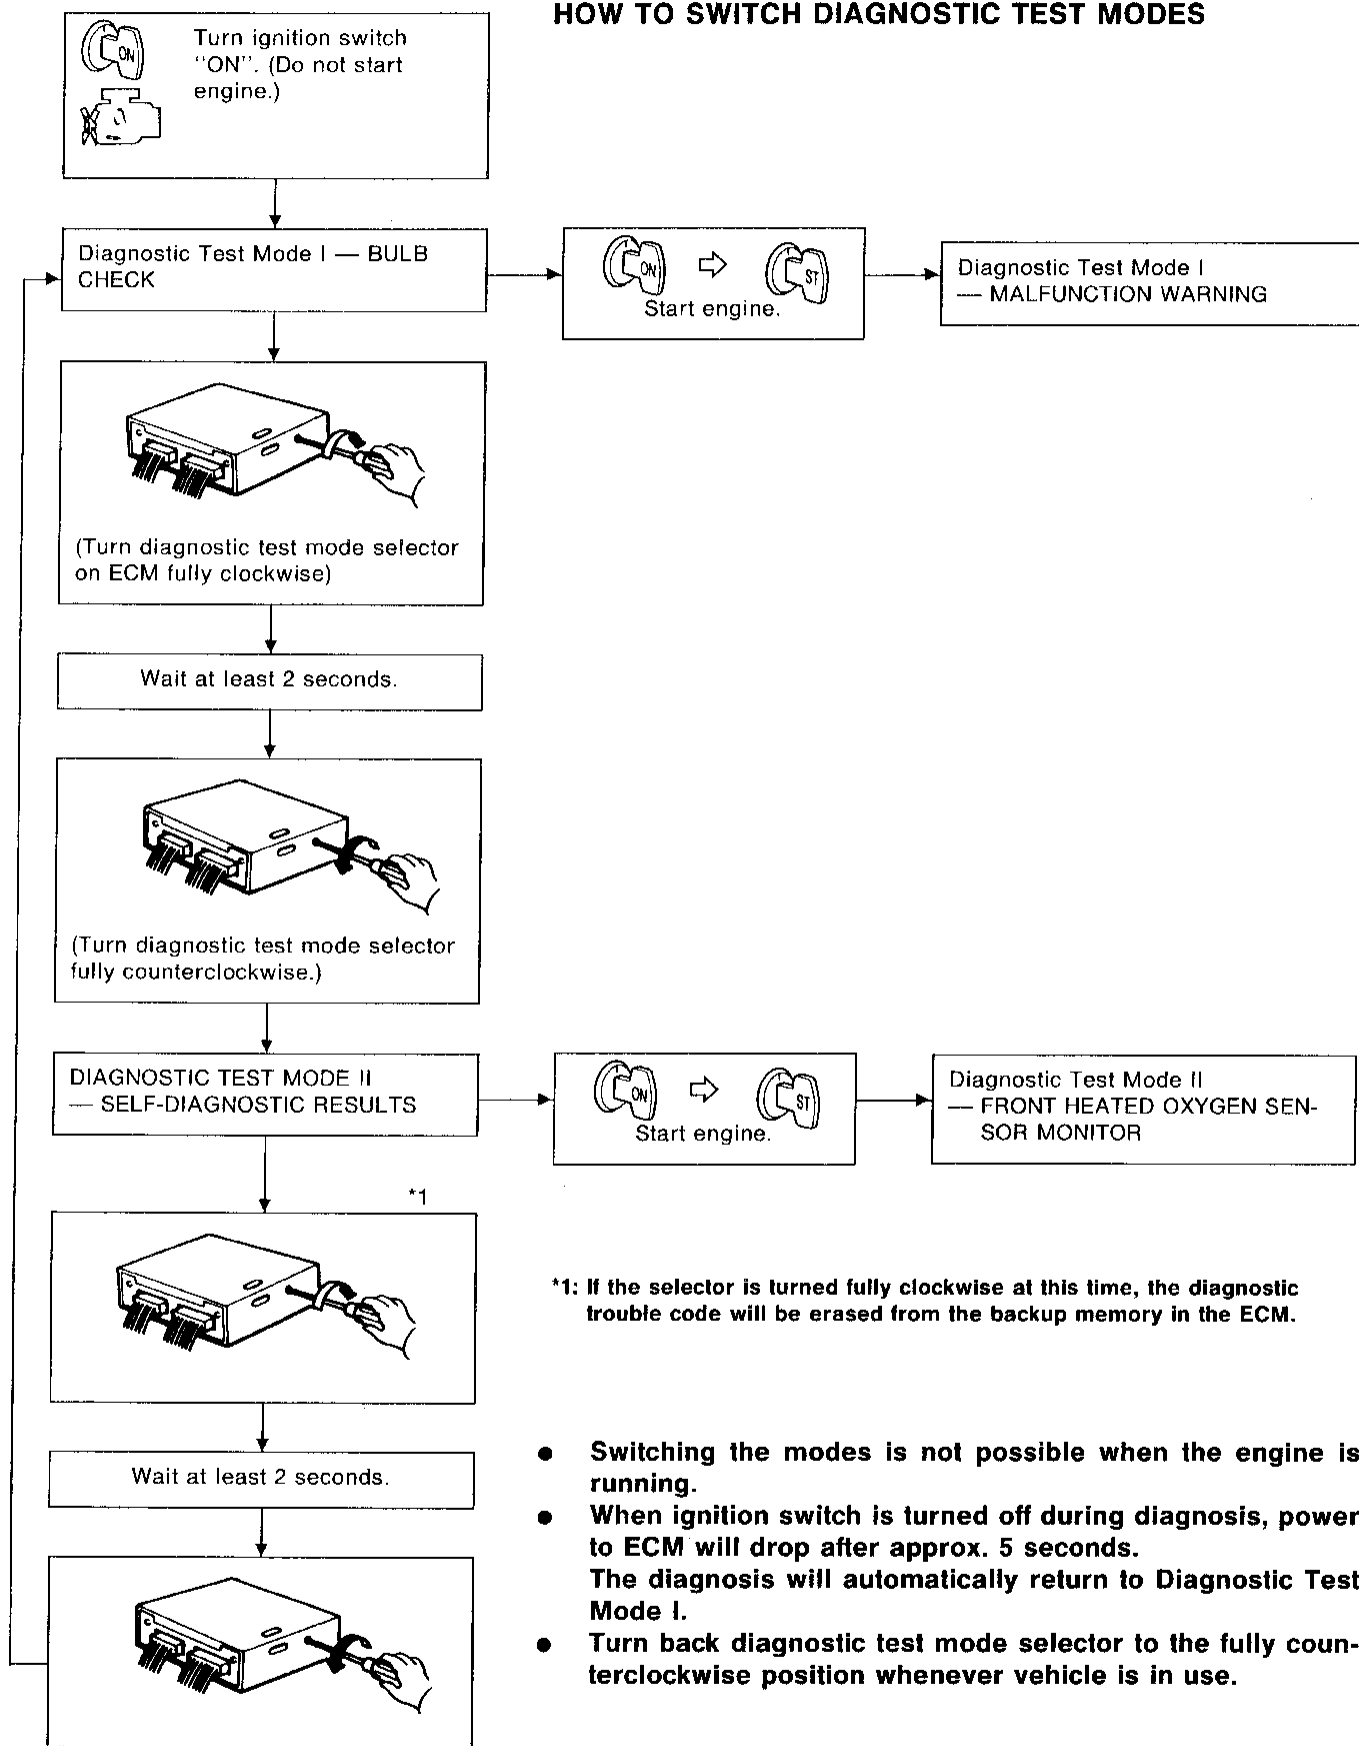 HOW TO SWITCH DIAGNOSTIC TEST MODES
ON
Turn ignition switch
“ON”. (Do not start
engine.)
Diagnostic Test Mode I — BULB
CHECK
ON
ST
Start engine.
Diagnostic Test Mode I
— MALFUNCTION WARNING
(Turn diagnostic test mode selector
on ECM fully clockwise)
Wait at least 2 seconds.
(Turn diagnostic test mode selector
fully counterclockwise.)
DIAGNOSTIC TEST MODE II
— SELF-DIAGNOSTIC RESULTS
ON
ST
Start engine.
Diagnostic Test Mode II
— FRONT HEATED OXYGEN SEN-
SOR MONITOR
*1
*1: If the selector is turned fully clockwise at this time, the diagnostic
trouble code will be erased from the backup memory in the ECM.
Wait at least 2 seconds.
● Switching the modes is not possible when the engine is
running.
● When ignition switch is turned off during diagnosis, power
to ECM will drop after approx. 5 seconds.
The diagnosis will automatically return to Diagnostic Test
Mode I.
● Turn back diagnostic test mode selector to the fully coun-
terclockwise position whenever vehicle is in use.